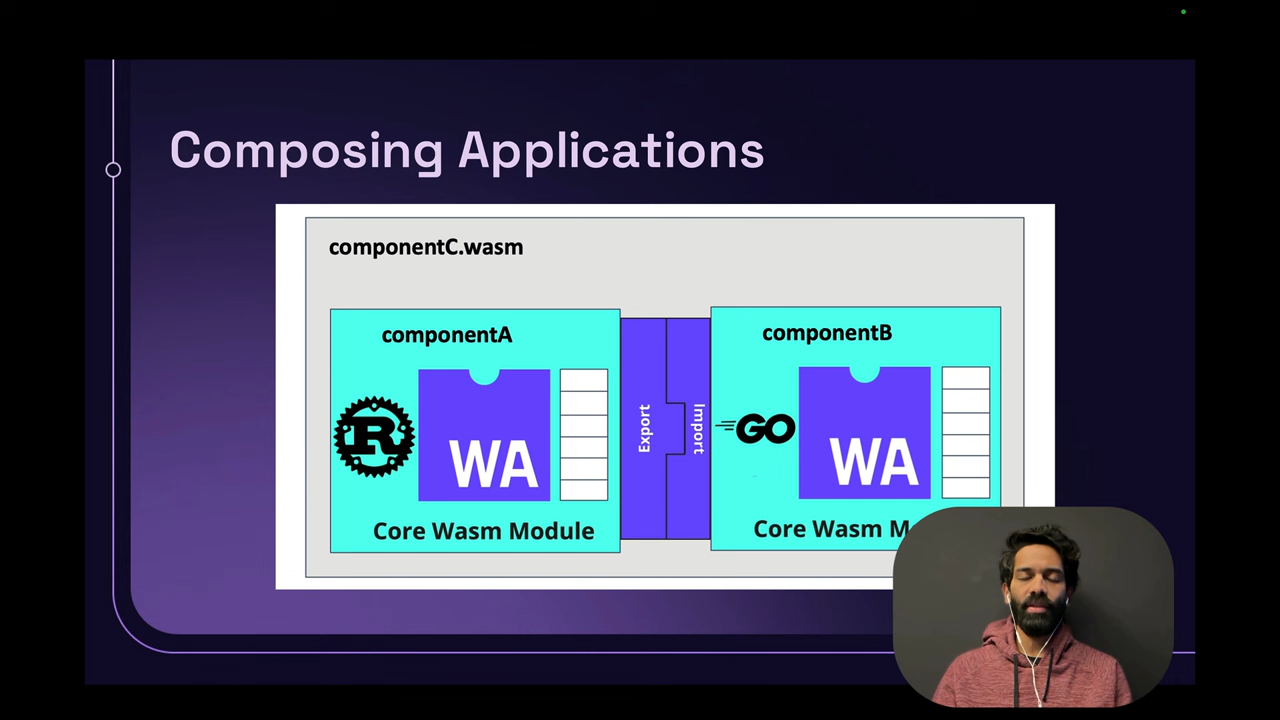 Composing Applications
componentC.wasm
componentA
componentB
R
WA
Export
Import
GO
WA
Core Wasm Module
Core Wasm M